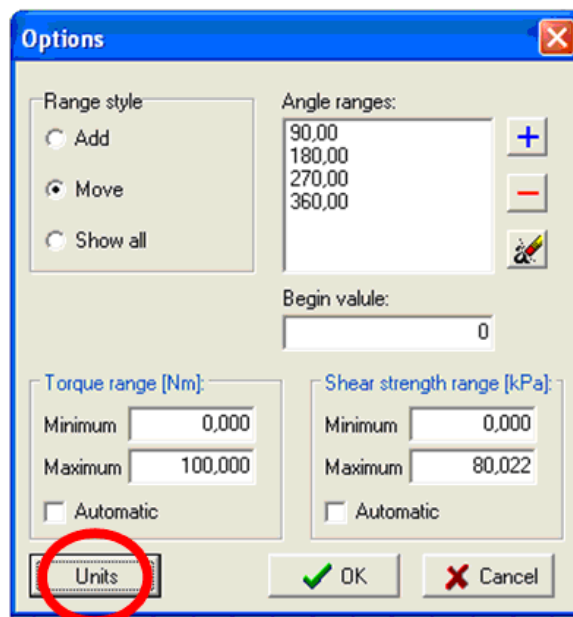 Options
Range style
Add
Move
Show all
Angle ranges:
90,00
180,00
270,00
360,00
Begin valule:
0
Torque range [Nm]:
Minimum 0,000
Maximum 100,000
Automatic
Shear strength range [kPa]:
Minimum 0,000
Maximum 80,022
Automatic
Units
OK
Cancel